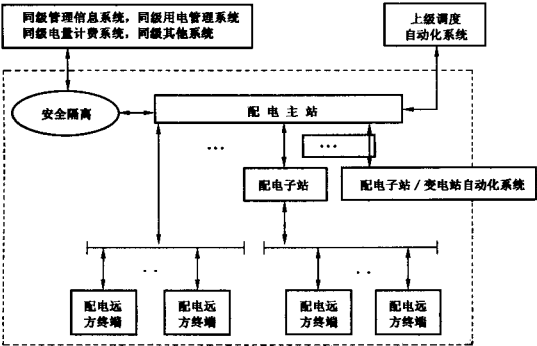 同级管理信息系统，同级用电管理系统
同级电量计费系统，同级其他系统
上级调度
自动化系统
安全隔离
配 电 主 站
...
...
配电子站
配电子站 / 变电站自动化系统
..
..
配电远
方终端
配电远
方终端
配电远
方终端
配电远
方终端